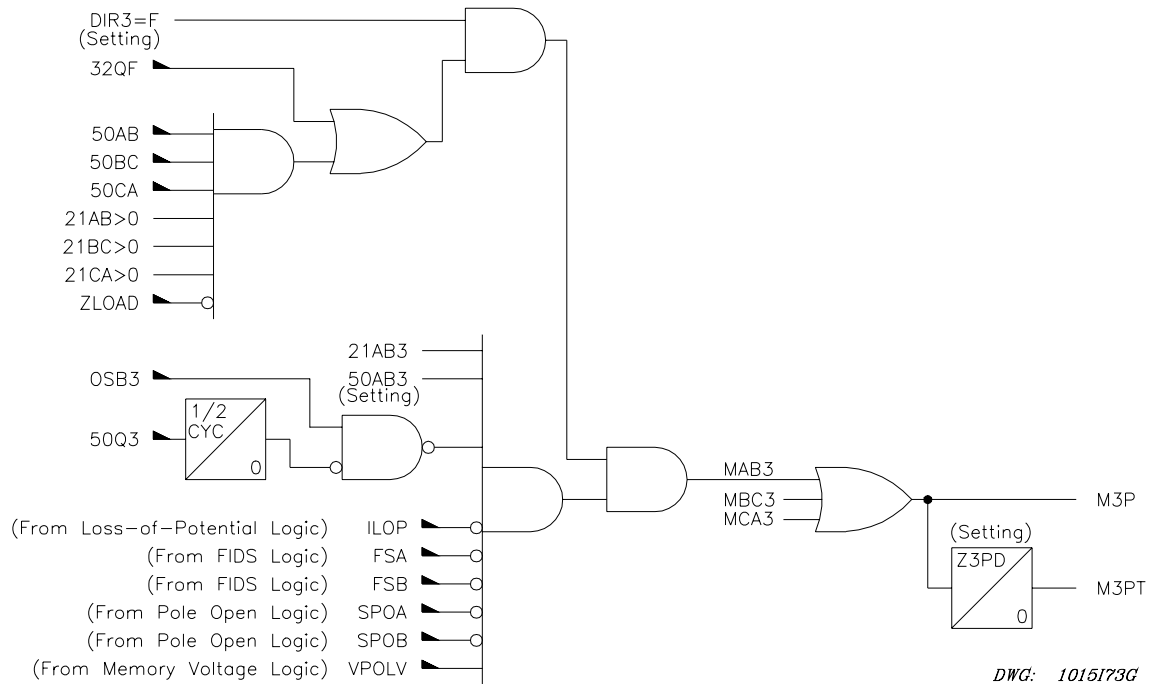 DIR3=F
(Setting)
32QF
50AB
50BC
50CA
21AB>0
21BC>0
21CA>0
ZLOAD
21AB3
OSB3
50AB3
(Setting)
1/2
CYC
0
50Q3
MAB3
MBC3
MCA3
M3P
(Setting)
Z3PD
0
M3PT
(From Loss-of-Potential Logic) ILOP
(From FIDS Logic) FSA
(From FIDS Logic) FSB
(From Pole Open Logic) SPOA
(From Pole Open Logic) SPOB
(From Memory Voltage Logic) VPOLV
DWG: 1015I73G